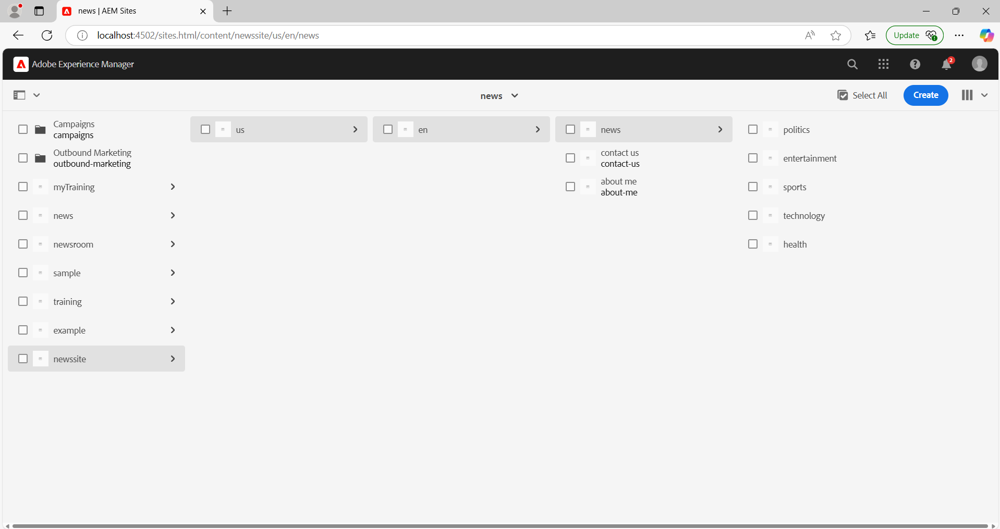 news | AEM Sites
localhost:4502/sites.html/content/newssite/us/en/news
Update
Adobe Experience Manager
2
news
Select All
Create
Campaigns
campaigns
Outbound Marketing
outbound-marketing
myTraining
news
newsroom
sample
training
example
newssite
us
en
news
contact us
contact-us
about me
about-me
politics
entertainment
sports
technology
health